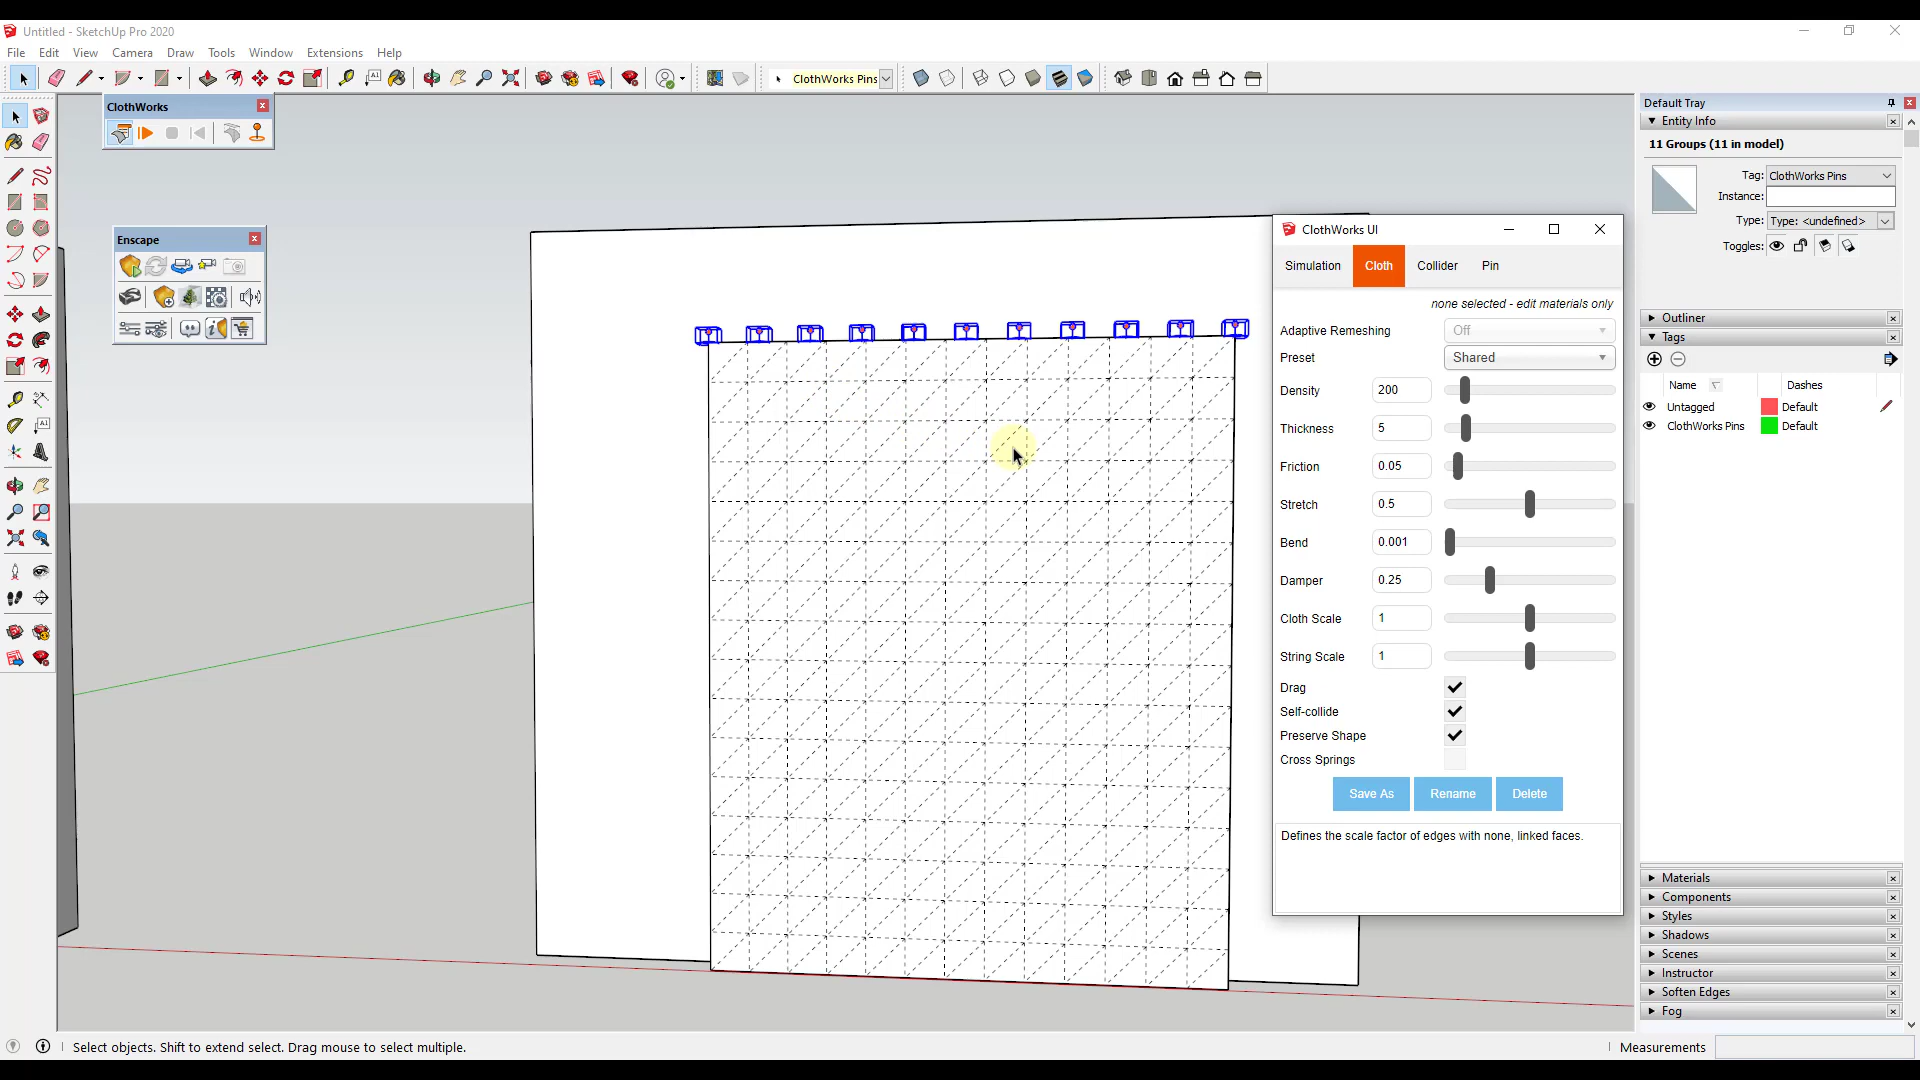 Untitled - SketchUp Pro 2020
File Edit View Camera Draw Tools Window Extensions Help
ClothWorks Pins
ClothWorks
Enscape
ClothWorks UI
Simulation Cloth Collider Pin
none selected - edit materials only
Adaptive Remeshing Off
Preset Shared
Density 200
Thickness 5
Friction 0.05
Stretch 0.5
Bend 0.001
Damper 0.25
Cloth Scale 1
String Scale 1
Drag
Self-collide
Preserve Shape
Cross Springs
Save As Rename Delete
Defines the scale factor of edges with none, linked faces.
Default Tray
Entity Info
11 Groups (11 in model)
Tag: ClothWorks Pins
Instance:
Type: Type: <undefined>
Toggles:
Outliner
Tags
Name Dashes
Untagged Default
ClothWorks Pins Default
Materials
Components
Styles
Shadows
Scenes
Instructor
Soften Edges
Fog
Select objects. Shift to extend select. Drag mouse to select multiple.
Measurements